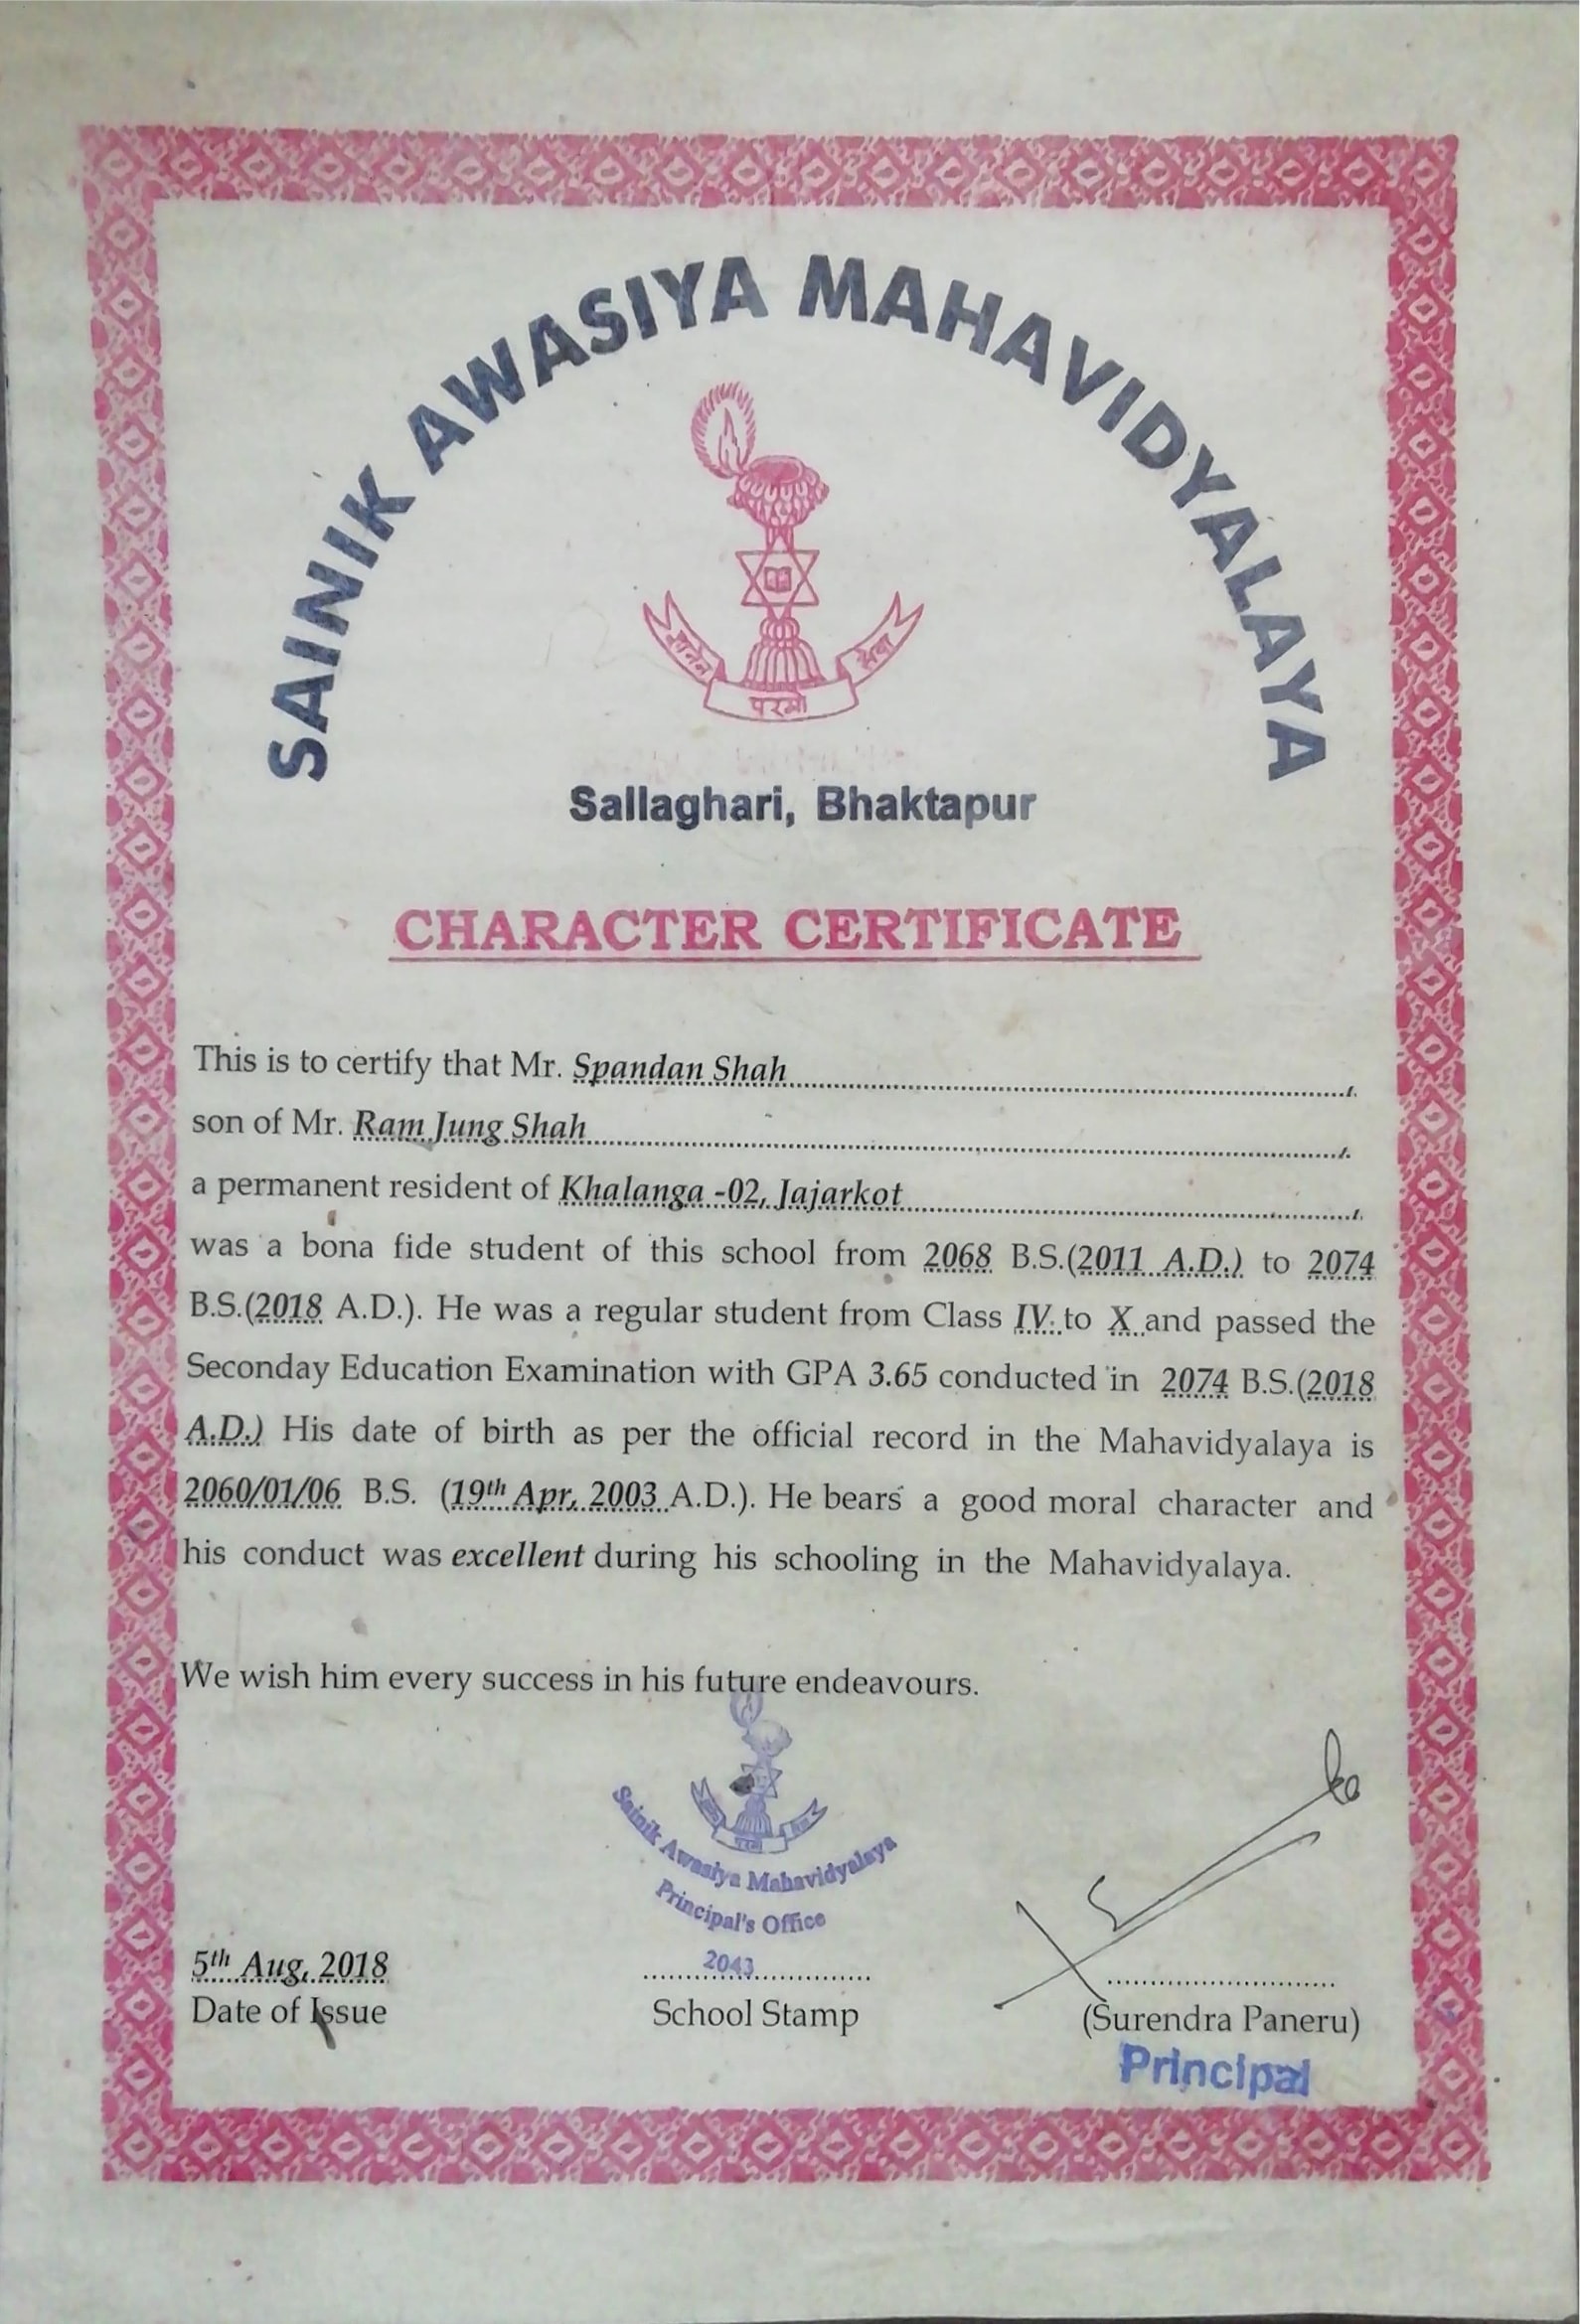 SAINIK AWASIYA MAHAVIDYALAYA
ज्ञानेन
परमो
सेवा
Sallaghari, Bhaktapur
CHARACTER CERTIFICATE
This is to certify that Mr. Spandan Shah,
son of Mr. Ram Jung Shah,
a permanent resident of Khalanga -02, Jajarkot,
was a bona fide student of this school from 2068 B.S.(2011 A.D.) to 2074
B.S.(2018 A.D.). He was a regular student from Class IV to X and passed the
Seconday Education Examination with GPA 3.65 conducted in 2074 B.S.(2018
A.D.) His date of birth as per the official record in the Mahavidyalaya is
2060/01/06 B.S. (19th Apr, 2003 A.D.). He bears a good moral character and
his conduct was excellent during his schooling in the Mahavidyalaya.
We wish him every success in his future endeavours.
Sainik Awasiya Mahavidyalaya
Principal's Office
2043
5th Aug, 2018
Date of Issue
School Stamp
(Surendra Paneru)
Principal